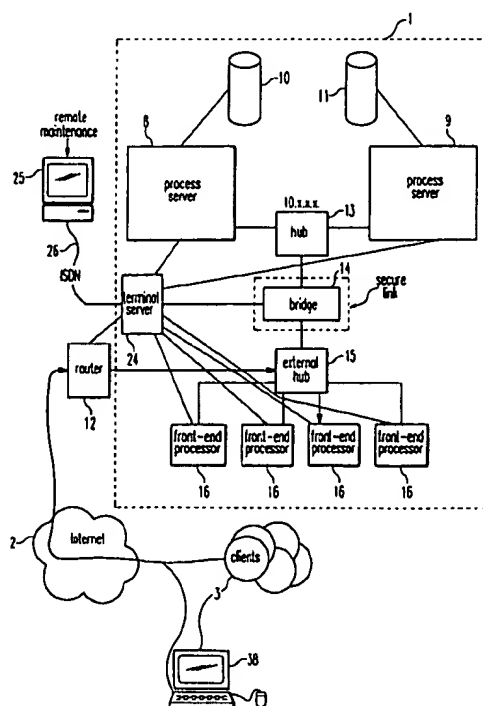 1
10
11
8
9
remote
maintenance
25
process
server
process
server
10.x.x.x.
13
hub
26
ISDN
14
bridge
secure
link
terminal
server
24
external
hub
15
router
12
front-end
processor
front-end
processor
front-end
processor
front-end
processor
16
16
16
16
2
Internet
clients
3
38